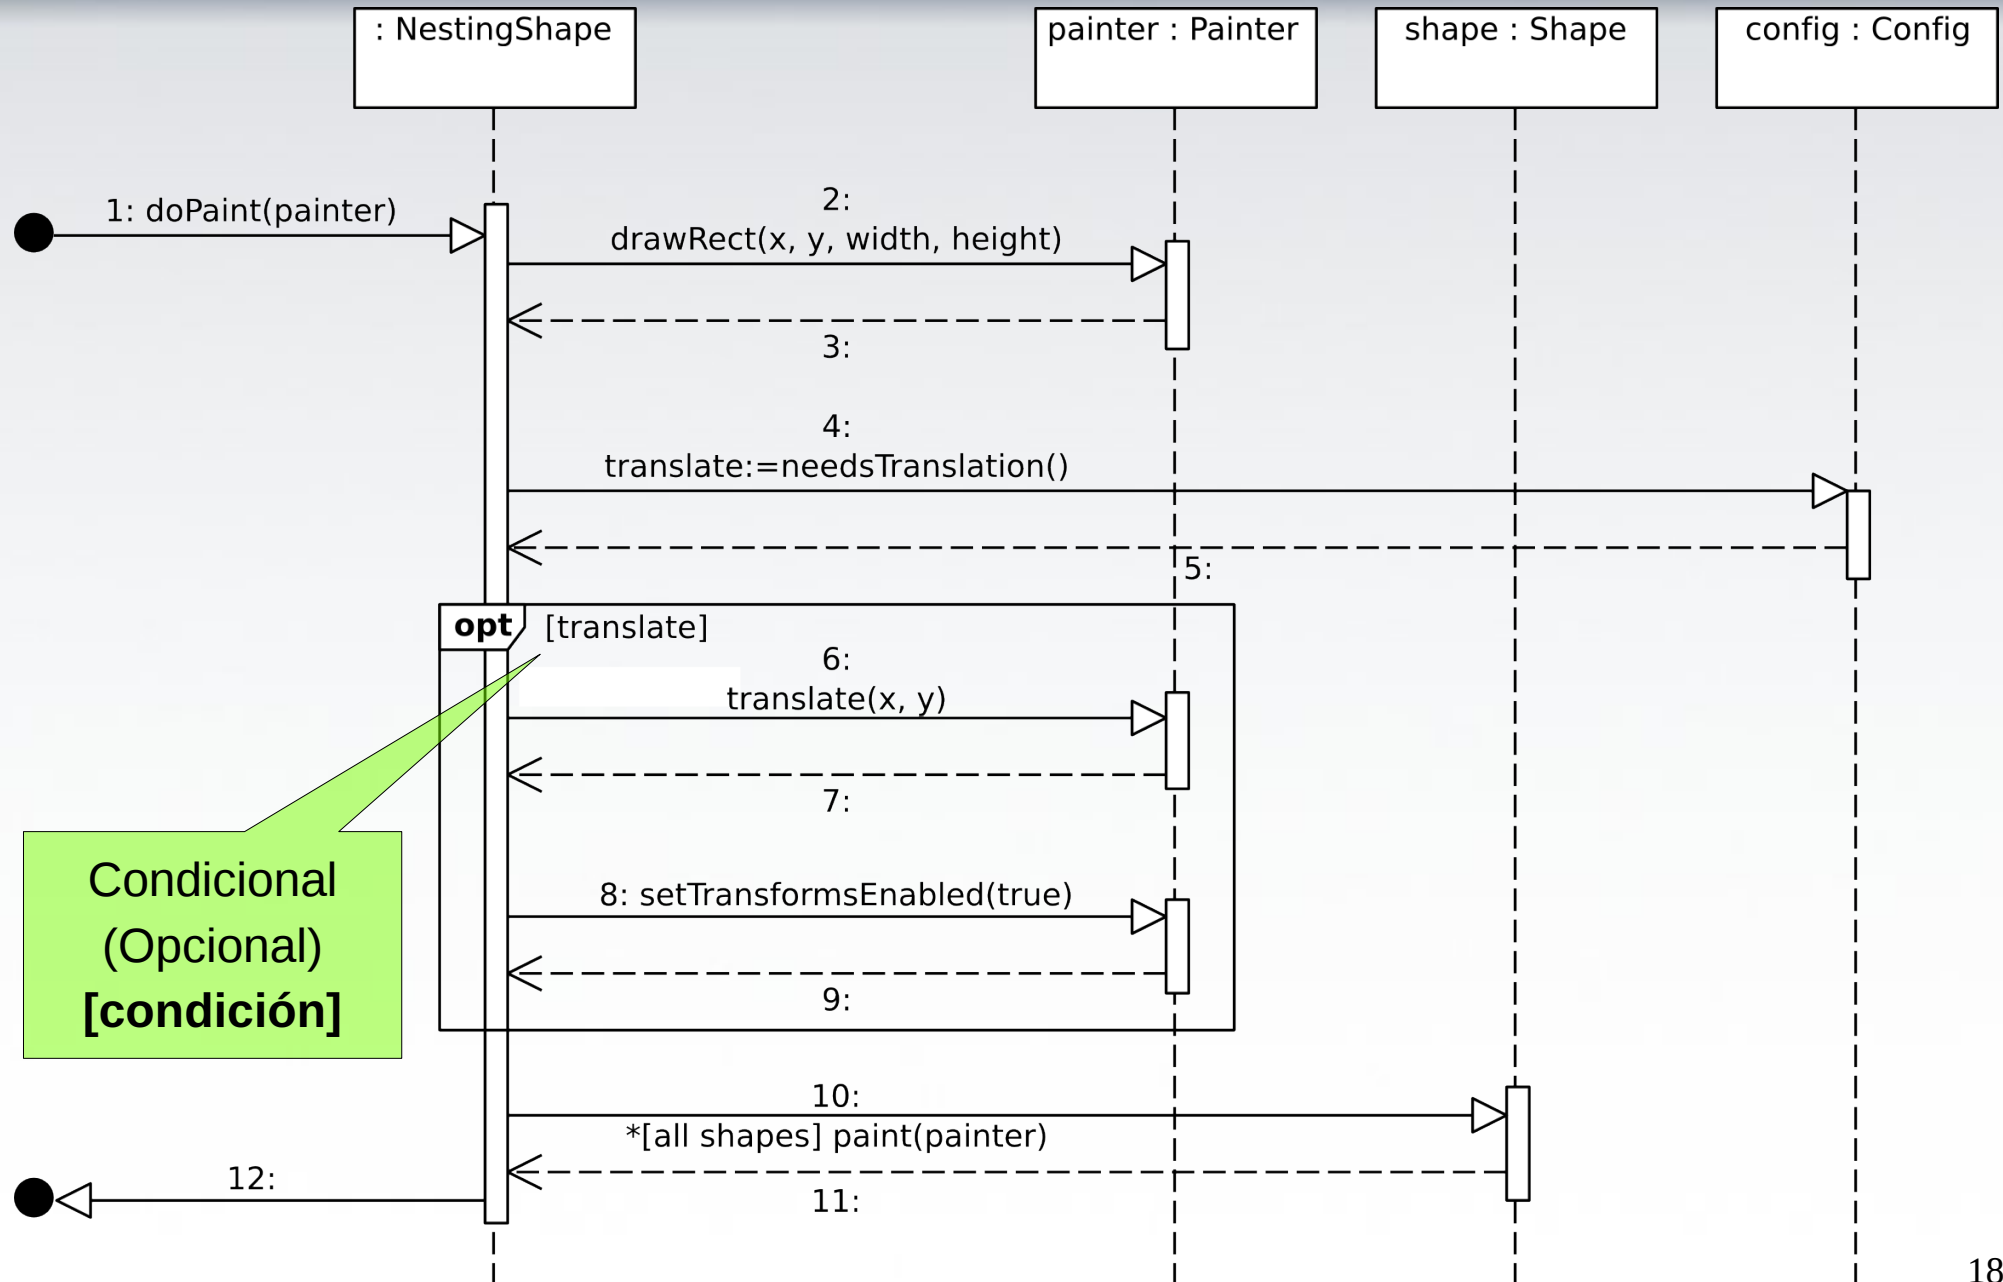 : NestingShape
painter : Painter
shape : Shape
config : Config
1: doPaint(painter)
2:
drawRect(x, y, width, height)
3:
4:
translate:=needsTranslation()
5:
opt [translate]
6:
translate(x, y)
7:
8: setTransformsEnabled(true)
9:
Condicional
(Opcional)
[condición]
10:
*[all shapes] paint(painter)
11:
12:
18